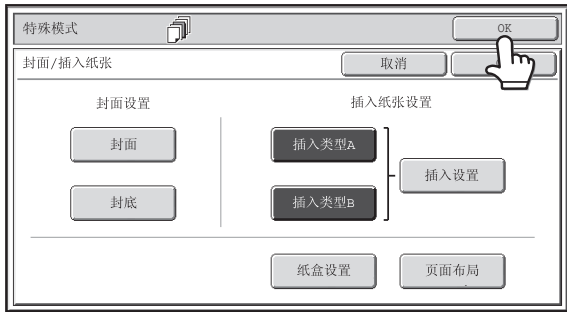 特殊模式 OK
封面/插入纸张 取消
封面设置 插入纸张设置
封面 插入类型A
插入设置
封底 插入类型B
纸盒设置 页面布局